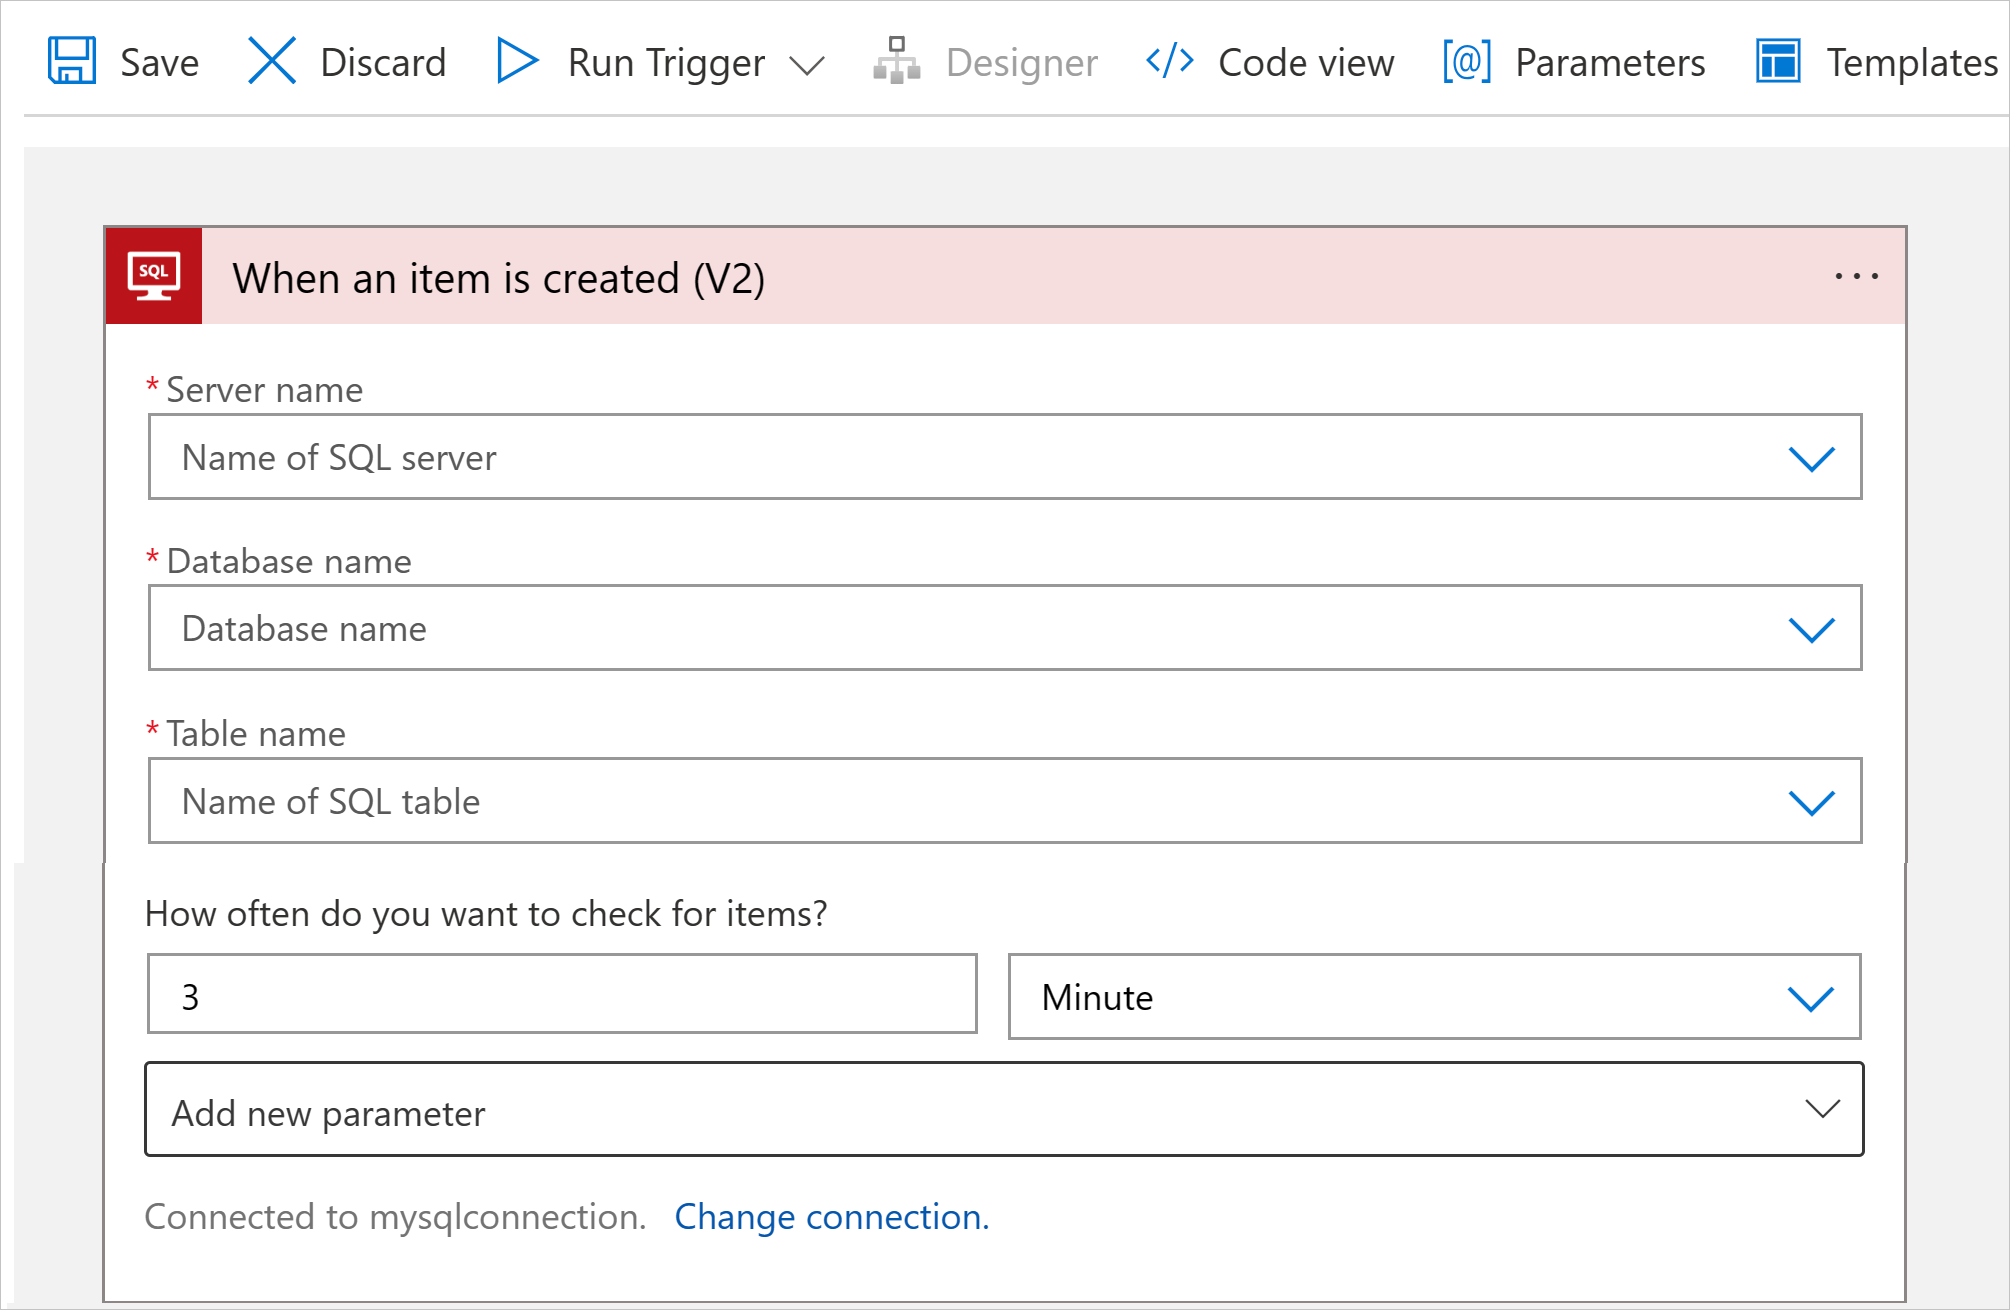 Save Discard Run Trigger Designer </> Code view [@] Parameters Templates
SQL When an item is created (V2) ...
* Server name
Name of SQL server
* Database name
Database name
* Table name
Name of SQL table
How often do you want to check for items?
3 Minute
Add new parameter
Connected to mysqlconnection. Change connection.